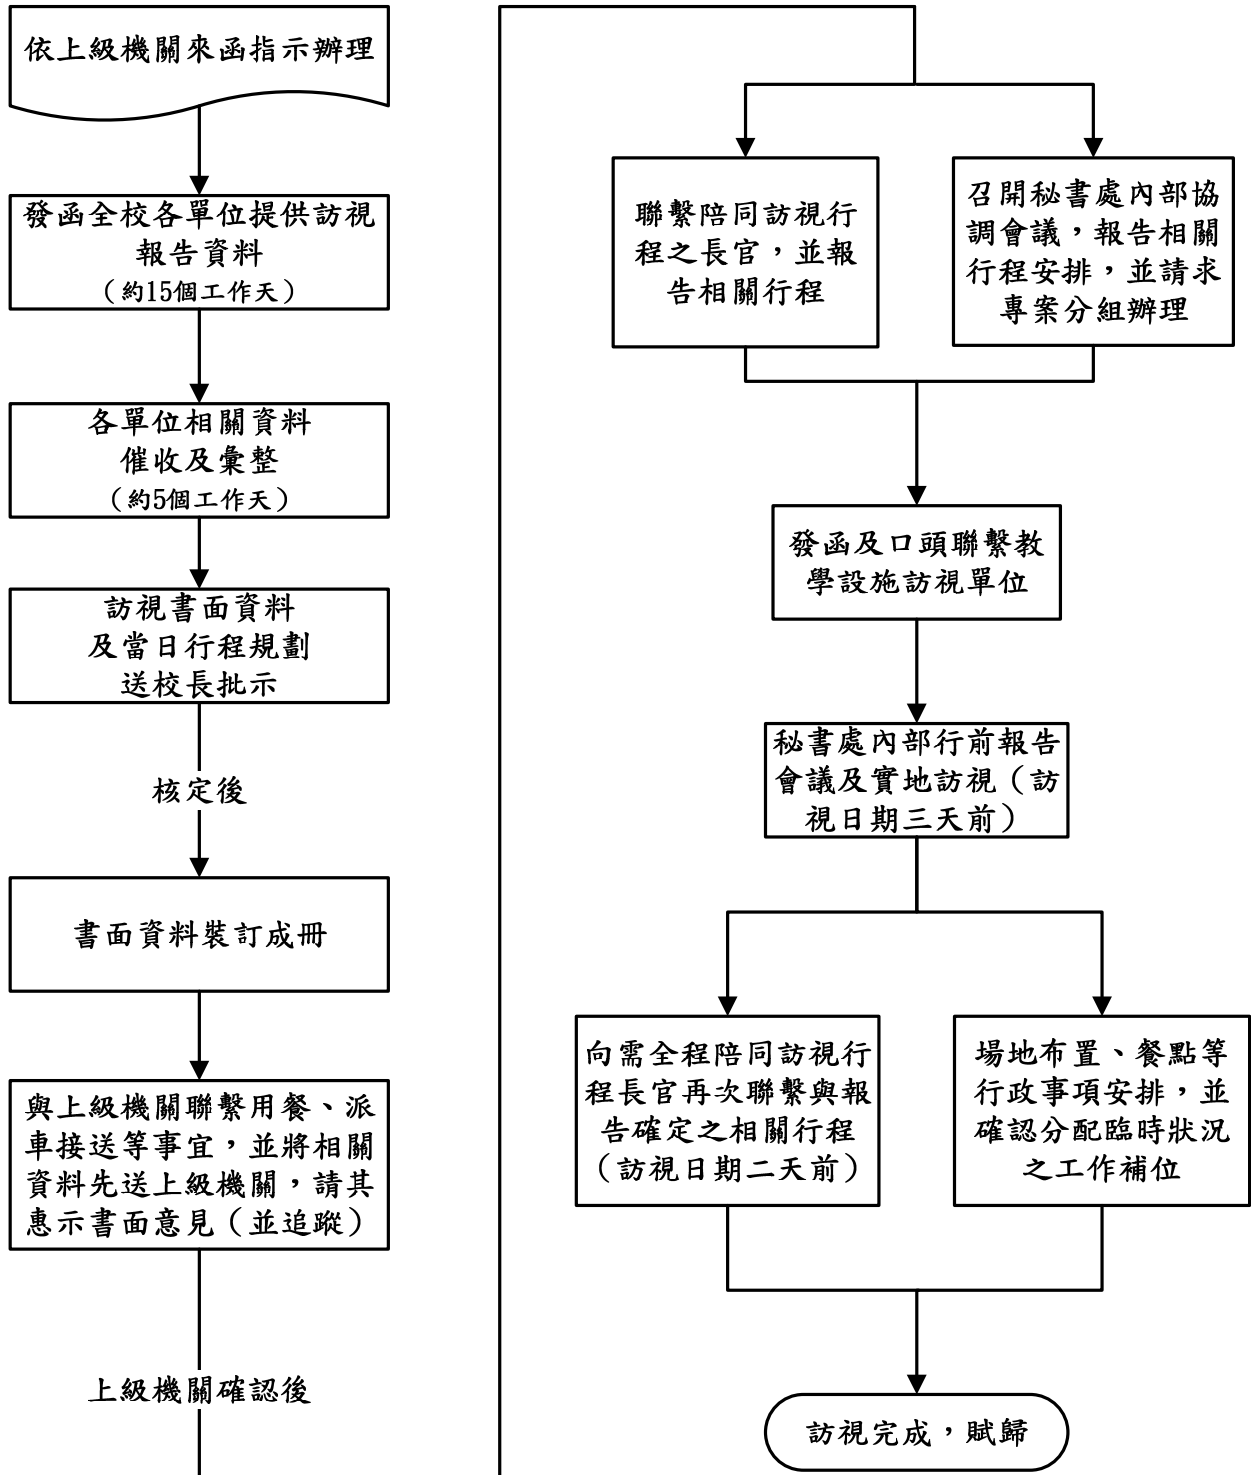 依上級機關來函指示辦理
發函全校各單位提供訪視
報告資料
（約15個工作天）
各單位相關資料
催收及彙整
（約5個工作天）
訪視書面資料
及當日行程規劃
送校長批示
核定後
書面資料裝訂成冊
與上級機關聯繫用餐、派
車接送等事宜，並將相關
資料先送上級機關，請其
惠示書面意見（並追蹤）
上級機關確認後
聯繫陪同訪視行
程之長官，並報
告相關行程
召開秘書處內部協
調會議，報告相關
行程安排，並請求
專案分組辦理
發函及口頭聯繫教
學設施訪視單位
秘書處內部行前報告
會議及實地訪視（訪
視日期三天前）
向需全程陪同訪視行
程長官再次聯繫與報
告確定之相關行程
（訪視日期二天前）
場地布置、餐點等
行政事項安排，並
確認分配臨時狀況
之工作補位
訪視完成，賦歸